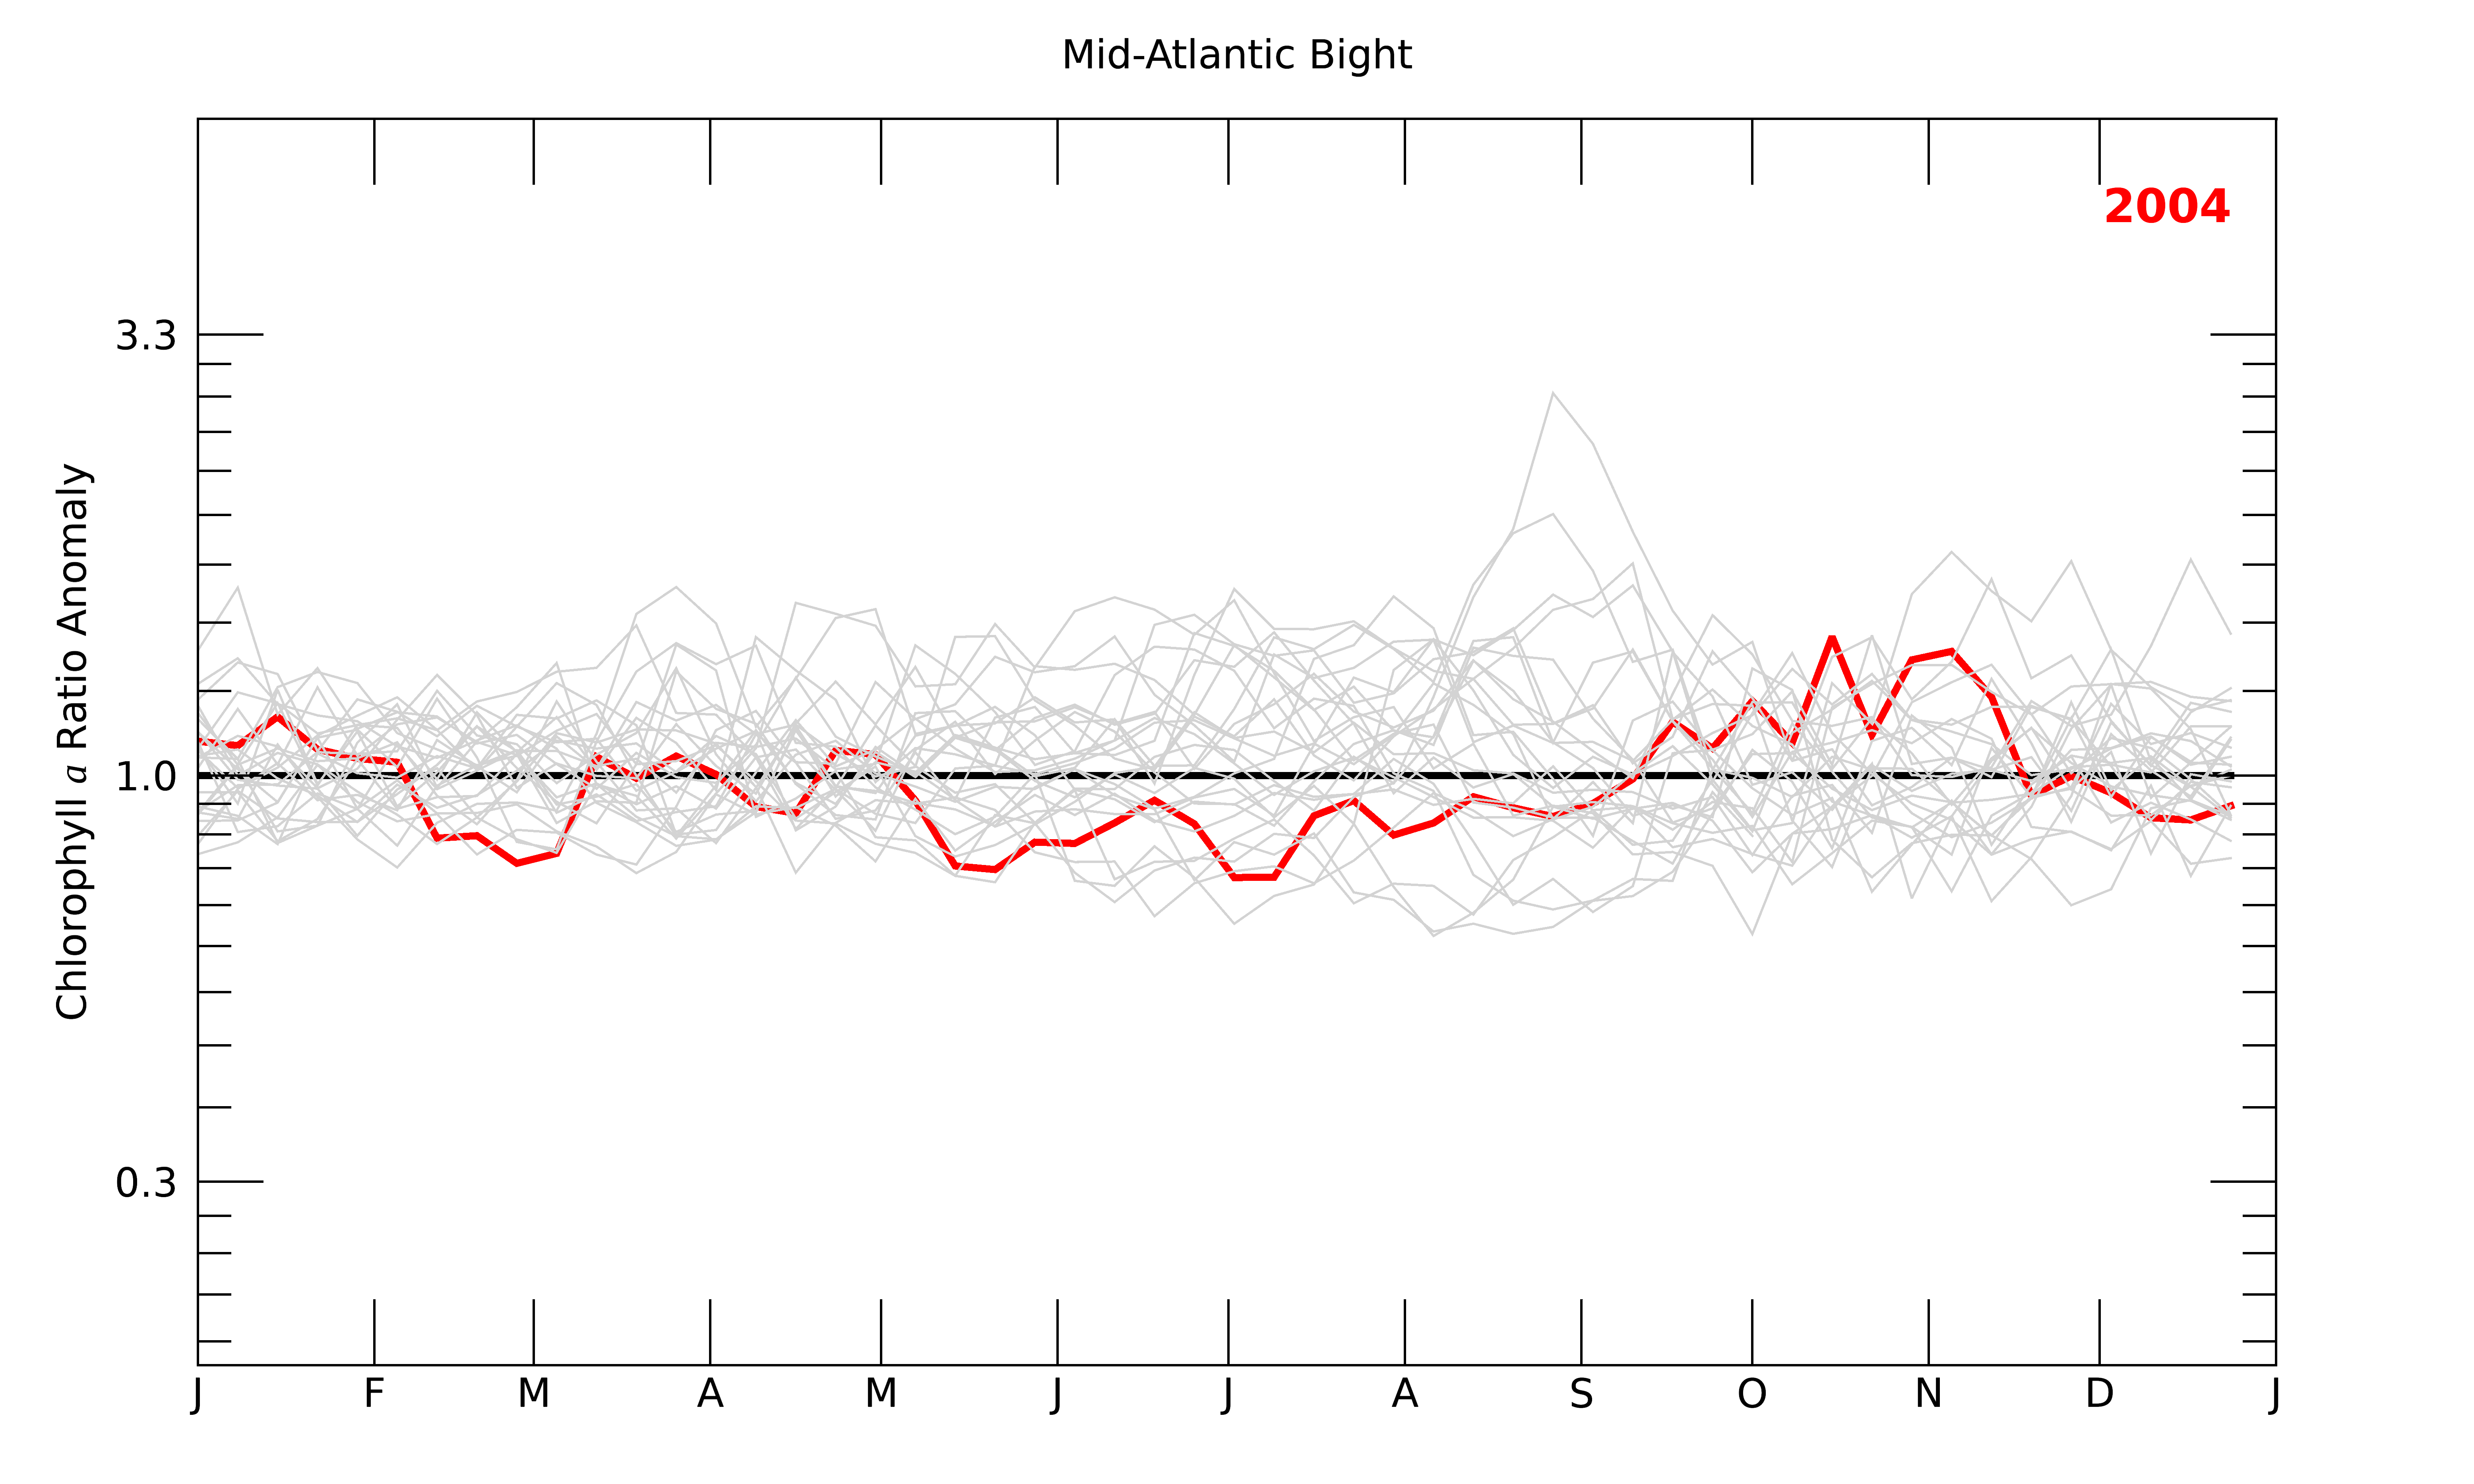 Mid-Atlantic Bight
2004
Chlorophyll a Ratio Anomaly
3.3
1.0
0.3
J F M A M J J A S O N D J